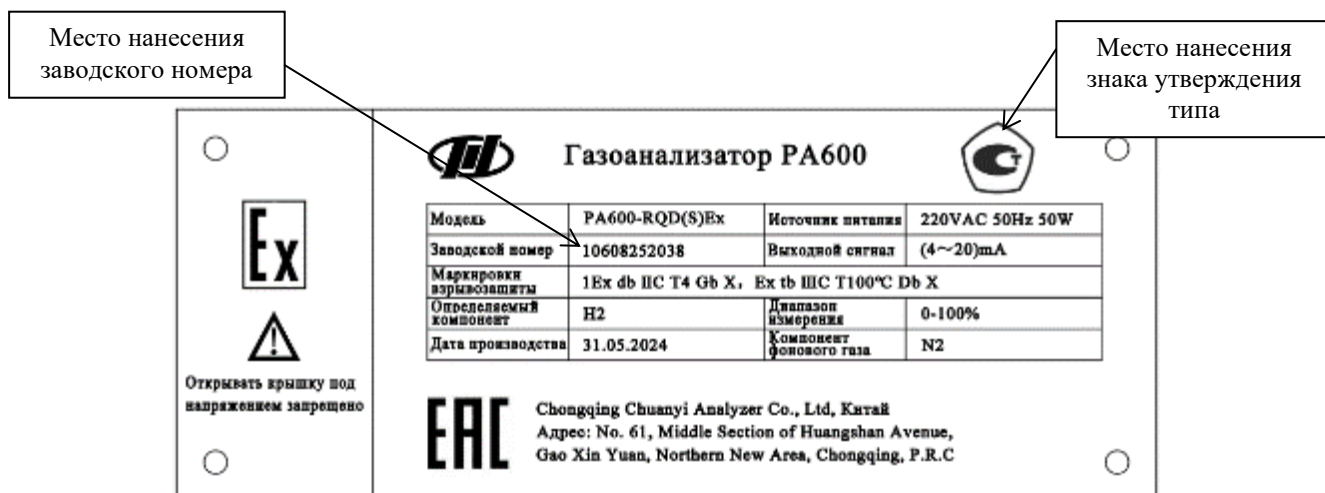 Место нанесения
заводского номера
Место нанесения
знака утверждения
типа
Газоанализатор PA600
Ex
Модель PA600-RQD(S)Ex Источник питания 220VAC 50Hz 50W
Заводской номер 10608252038 Выходной сигнал (4～20)mA
Маркировки
взрывозащиты 1Ex db IIC T4 Gb X, Ex tb IIIC T100℃ Db X
Определяемый
компонент H2 Диапазон
измерения 0-100%
Дата производства 31.05.2024 Компонент
фонового газа N2
Открывать крышку под
напряжением запрещено
EAC
Chongqing Chuanyi Analyzer Co., Ltd, Китай
Адрес: No. 61, Middle Section of Huangshan Avenue,
Gao Xin Yuan, Northern New Area, Chongqing, P.R.C